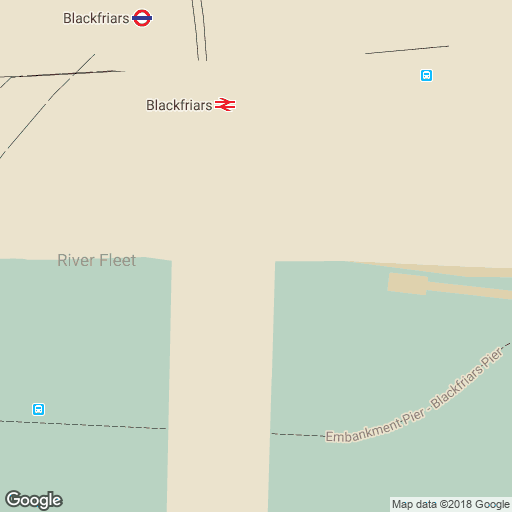 Blackfriars
Blackfriars
River Fleet
Embankment Pier - Blackfriars Pier
Google
Map data ©2018 Google